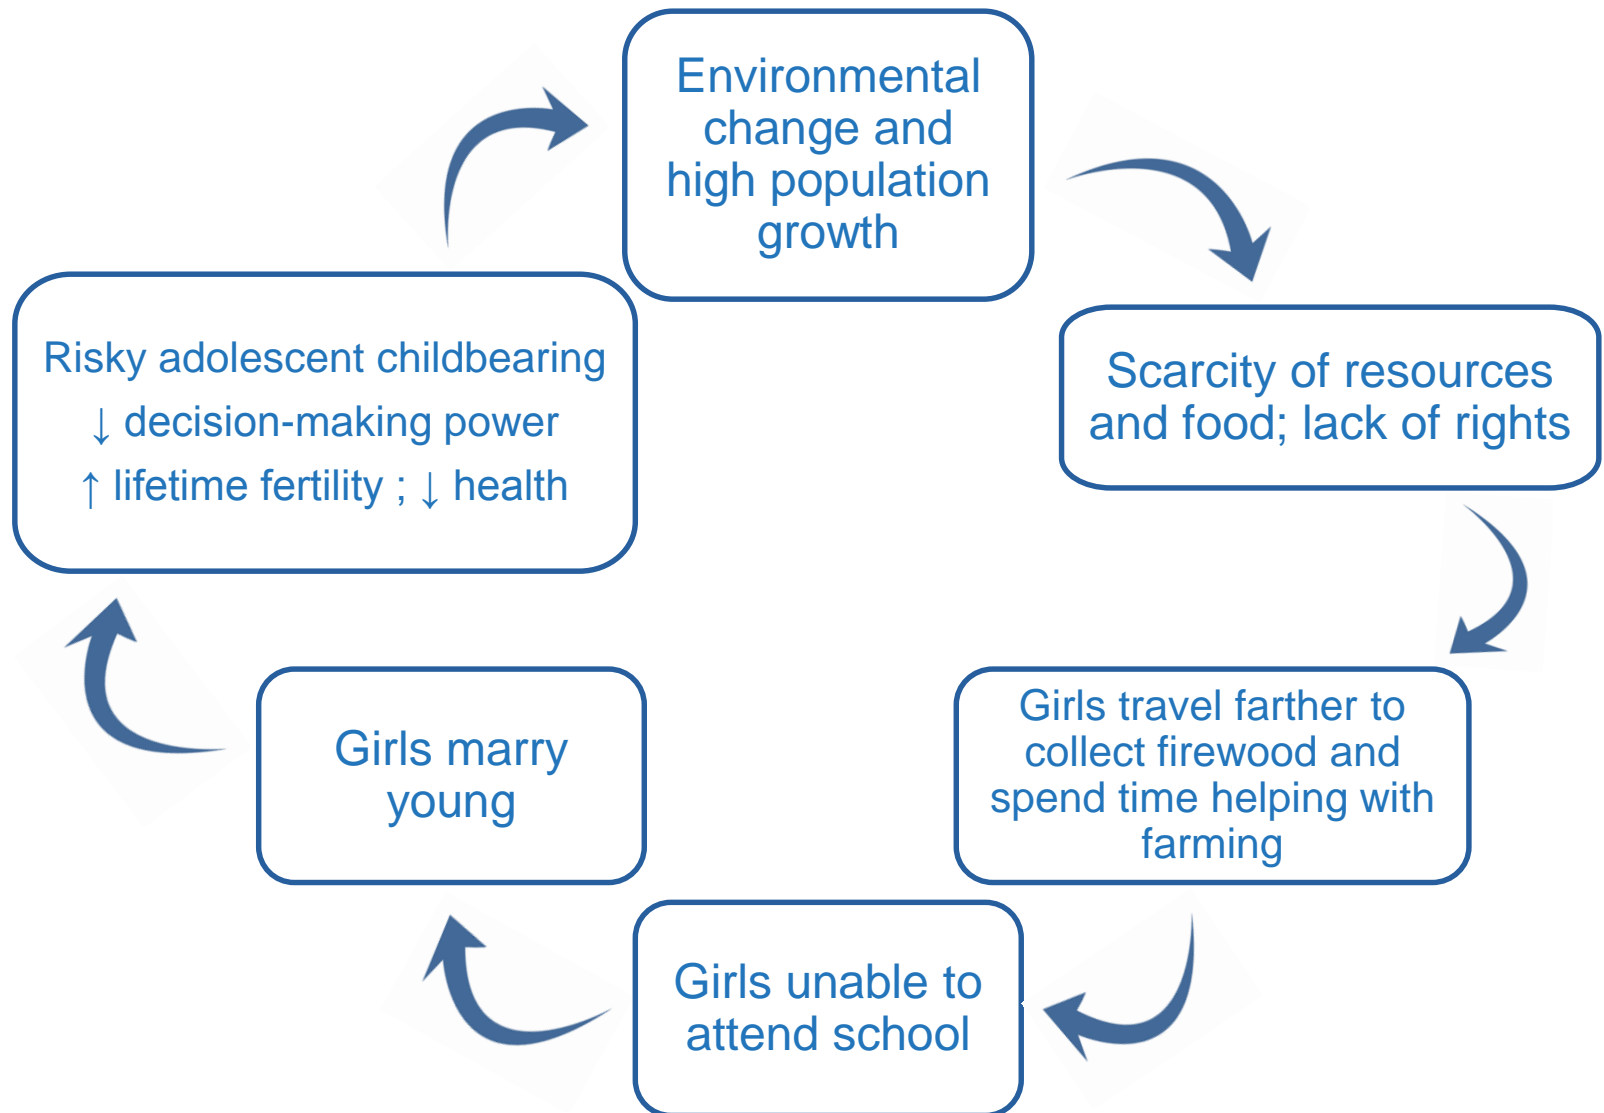 Environmental
change and
high population
growth
Scarcity of resources
and food; lack of rights
Girls travel farther to
collect firewood and
spend time helping with
farming
Girls unable to
attend school
Girls marry
young
Risky adolescent childbearing
↓ decision-making power
↑ lifetime fertility ; ↓ health